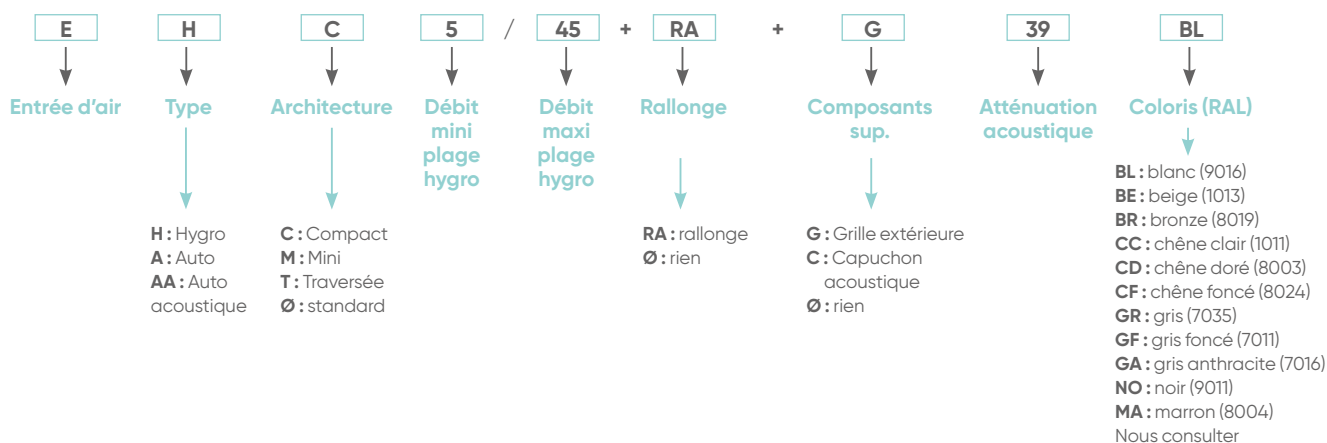 E H C 5 / 45 + RA + G 39 BL
Entrée d’air
Type
Architecture
Débit
mini
plage
hygro
Débit
maxi
plage
hygro
Rallonge
Composants
sup.
Atténuation
acoustique
Coloris (RAL)
H : Hygro
A : Auto
AA : Auto
acoustique
C : Compact
M : Mini
T : Traversée
Ø : standard
RA : rallonge
Ø : rien
G : Grille extérieure
C : Capuchon
acoustique
Ø : rien
BL : blanc (9016)
BE : beige (1013)
BR : bronze (8019)
CC : chêne clair (1011)
CD : chêne doré (8003)
CF : chêne foncé (8024)
GR : gris (7035)
GF : gris foncé (7011)
GA : gris anthracite (7016)
NO : noir (9011)
MA : marron (8004)
Nous consulter